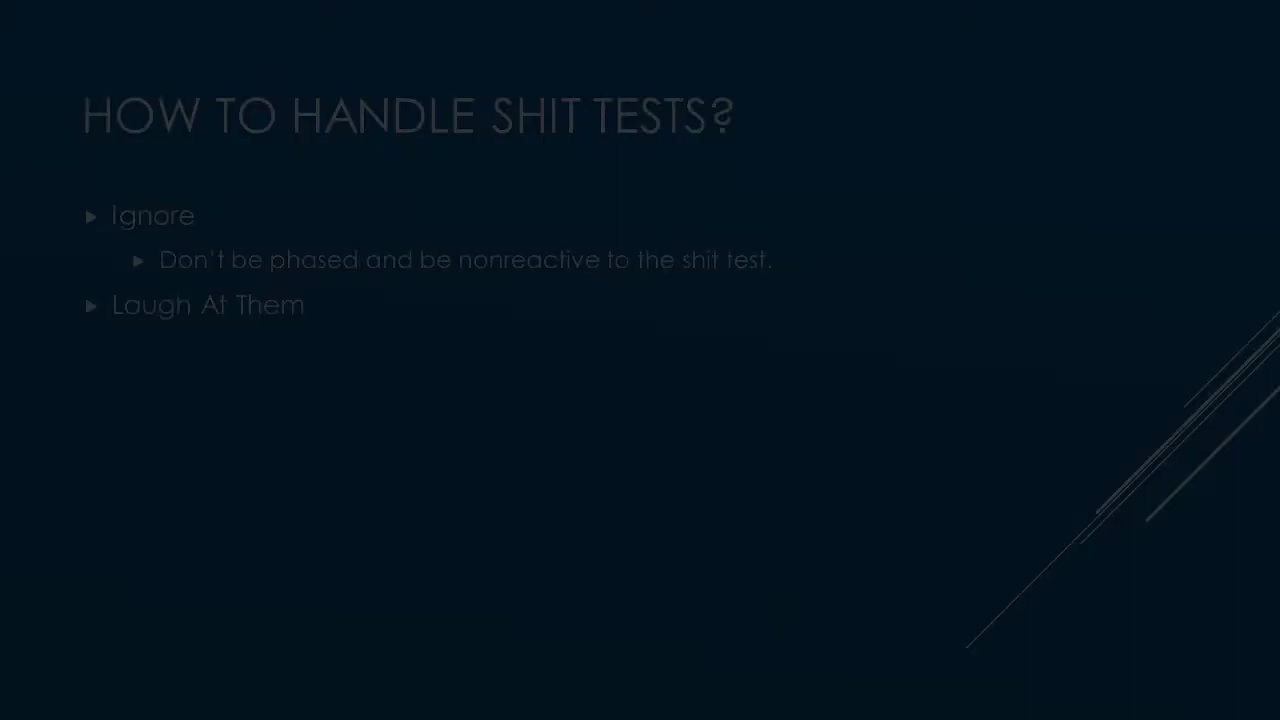 HOW TO HANDLE SHIT TESTS?
Ignore
Don't be phased and be nonreactive to the shit test.
Laugh At Them